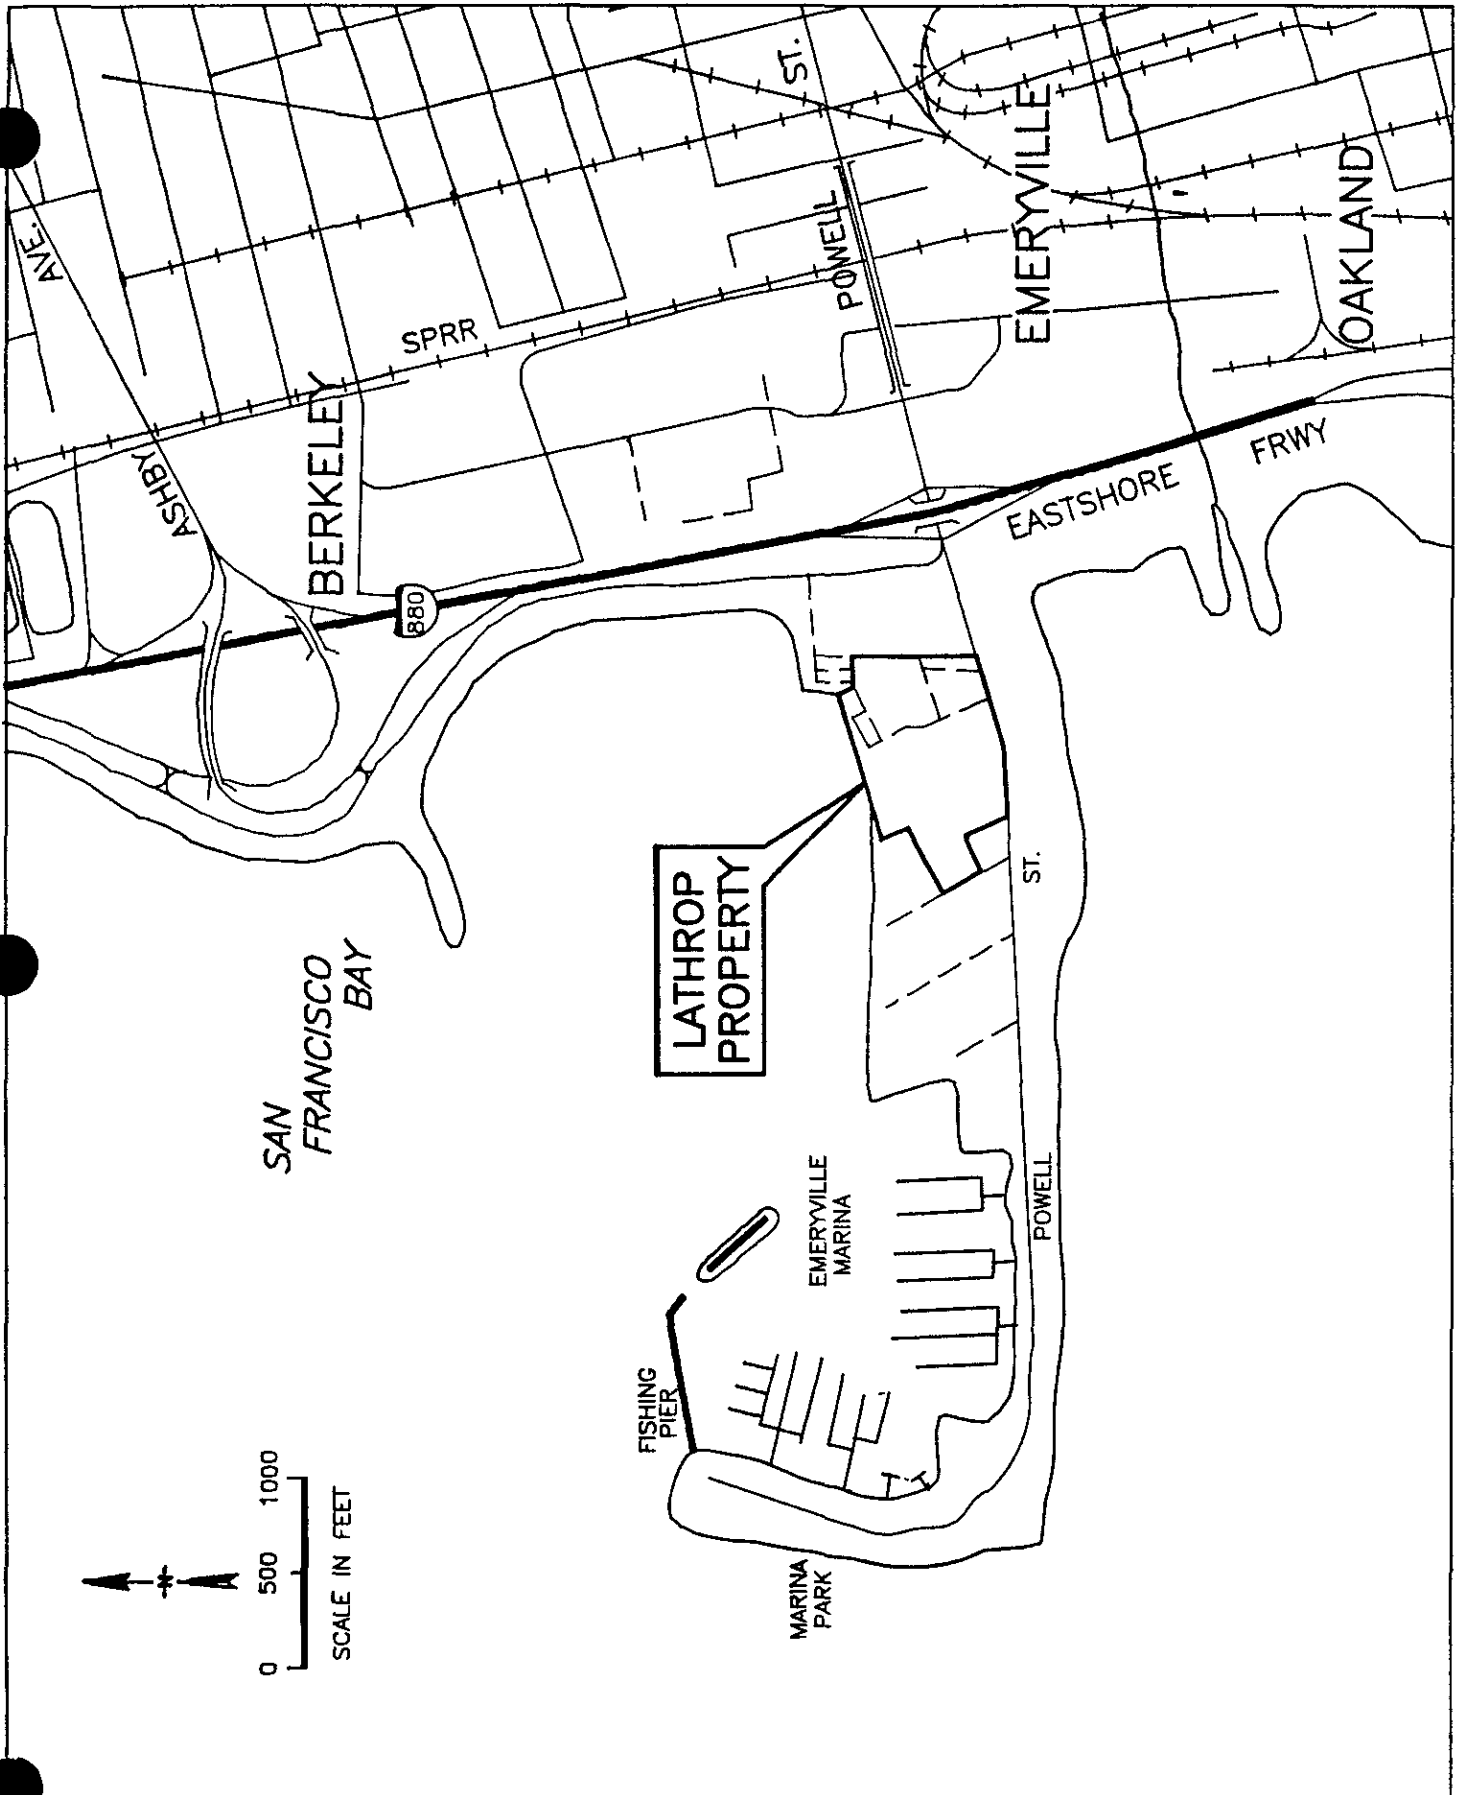 AVE.
ASHBY
BERKELEY
SPRR
880
ST.
POWELL
EMERYVILLE
OAKLAND
EASTSHORE
FRWY
SAN
FRANCISCO
BAY
LATHROP
PROPERTY
ST.
POWELL
EMERYVILLE
MARINA
FISHING
PIER
MARINA
PARK
0 500 1000
SCALE IN FEET